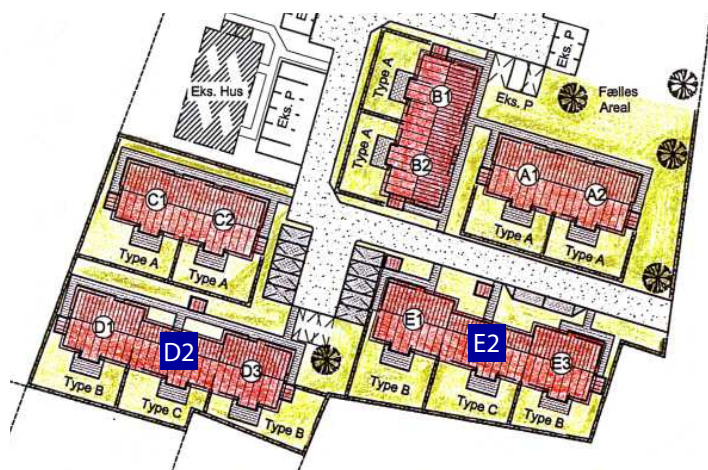 Eks. Hus
Eks. P
Type A
B1
Eks. P
Eks. P
Fælles
Areal
Type A
B2
A1
A2
C1
C2
Type A
Type A
Type A
Type A
D1
D2
D3
E1
E2
E3
Type B
Type C
Type B
Type B
Type C
Type B